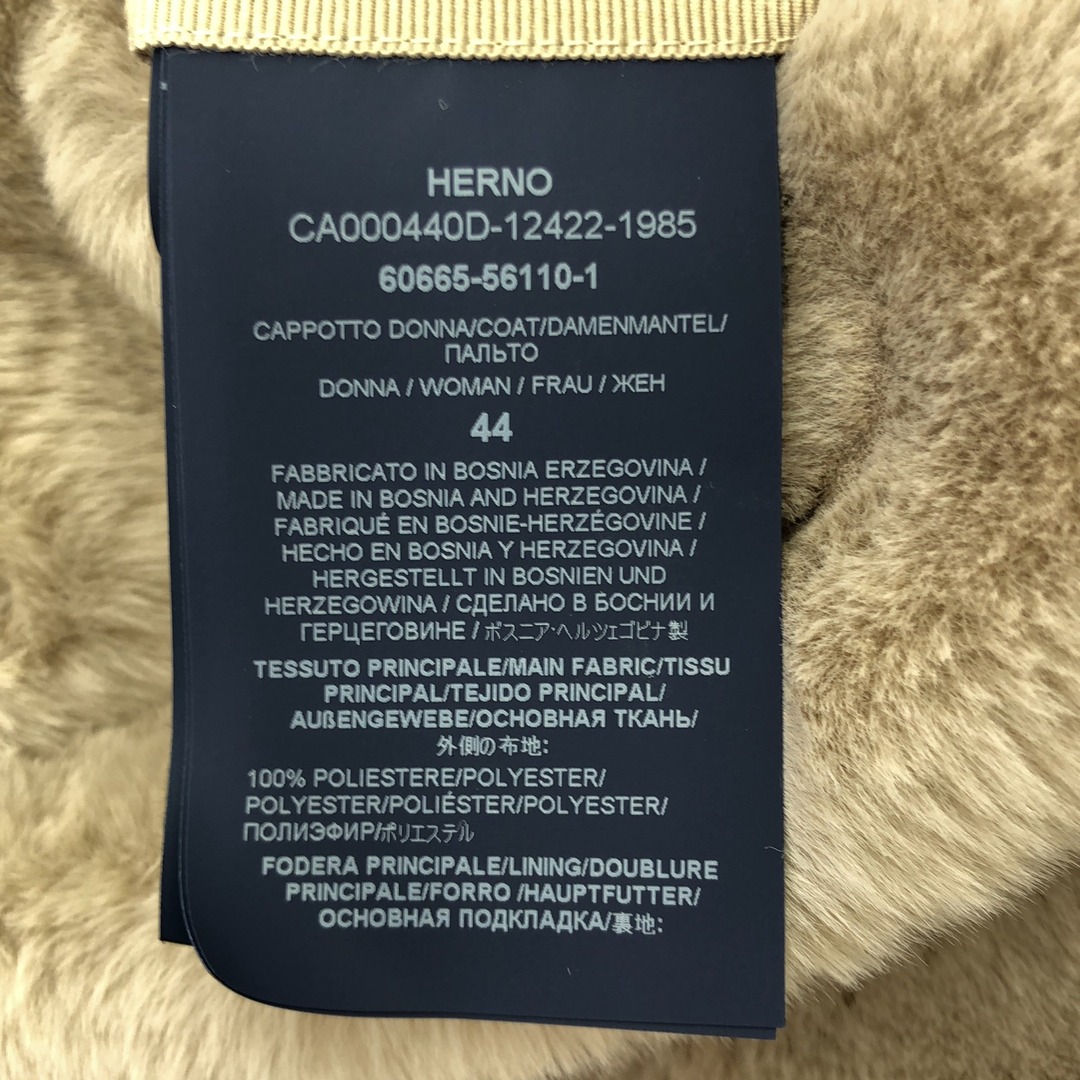 HERNO
CA000440D-12422-1985
60665-56110-1
CAPPOTTO DONNA/COAT/DAMENMANTEL/
ПАЛЬТО
DONNA / WOMAN / FRAU / ЖЕН
44
FABBRICATO IN BOSNIA ERZEGOVINA /
MADE IN BOSNIA AND HERZEGOVINA /
FABRIQUÉ EN BOSNIE-HERZÉGOVINE /
HECHO EN BOSNIA Y HERZEGOVINA /
HERGESTELLT IN BOSNIEN UND
HERZEGOWINA / СДЕЛАНО В БОСНИИ И
ГЕРЦЕГОВИНЕ / ボスニア・ヘルツェゴビナ製
TESSUTO PRINCIPALE/MAIN FABRIC/TISSU
PRINCIPAL/TEJIDO PRINCIPAL/
AUßENGEWEBE/ОСНОВНАЯ ТКАНЬ/
外側の布地:
100% POLIESTERE/POLYESTER/
POLYESTER/POLIÉSTER/POLYESTER/
ПОЛИЭФИР/ポリエステル
FODERA PRINCIPALE/LINING/DOUBLURE
PRINCIPALE/FORRO /HAUPTFUTTER/
ОСНОВНАЯ ПОДКЛАДКА/裏地: